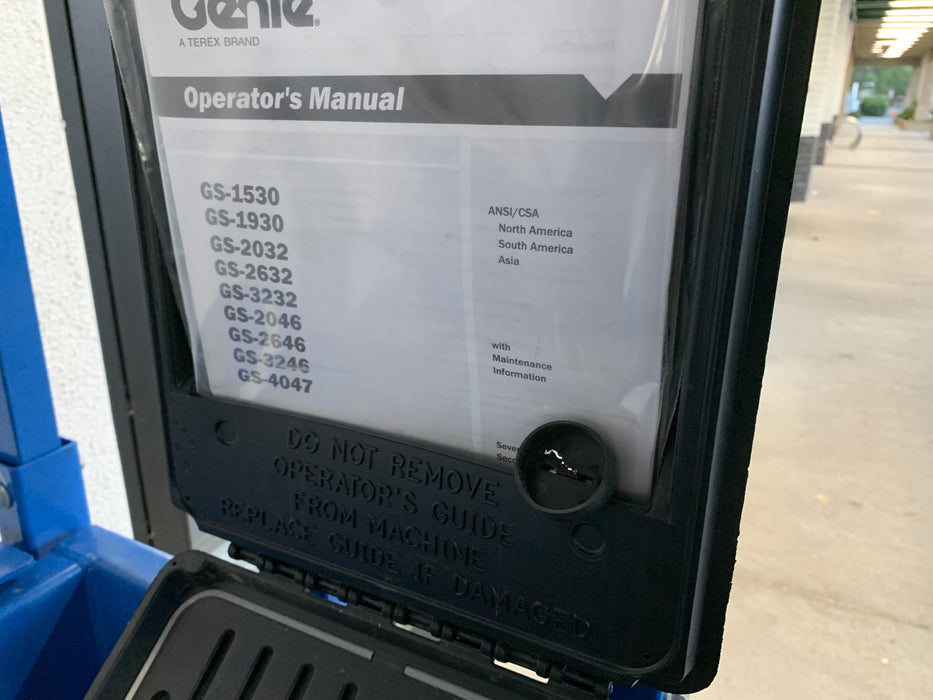 Genie®
A TEREX BRAND
Operator's Manual
GS-1530
GS-1930
GS-2032
GS-2632
GS-3232
GS-2046
GS-2646
GS-3246
GS-4047
ANSI/CSA
North America
South America
Asia
with
Maintenance
Information
DO NOT REMOVE
OPERATOR'S GUIDE
FROM MACHINE
REPLACE GUIDE IF DAMAGED